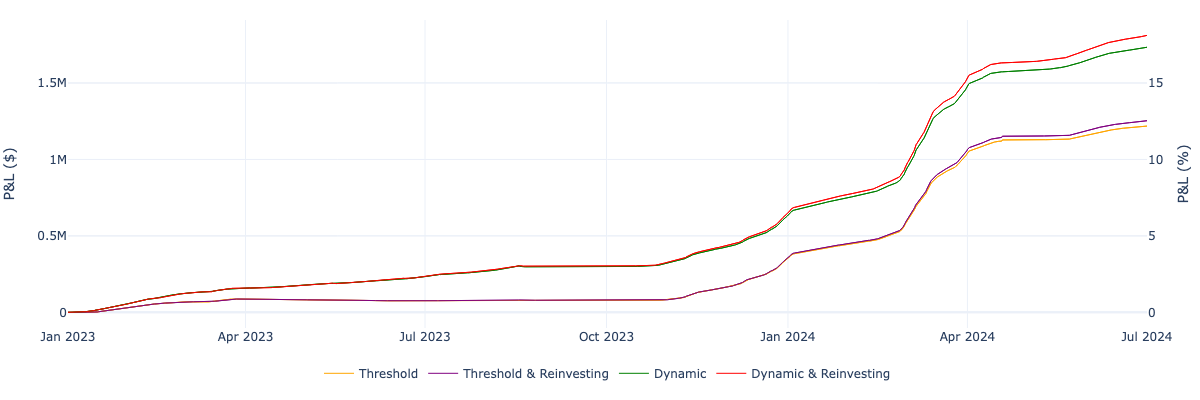 P&L ($)
1.5M
1M
0.5M
0
15
10
5
0
P&L (%)
Jan 2023 Apr 2023 Jul 2023 Oct 2023 Jan 2024 Apr 2024 Jul 2024
Threshold Threshold & Reinvesting Dynamic Dynamic & Reinvesting